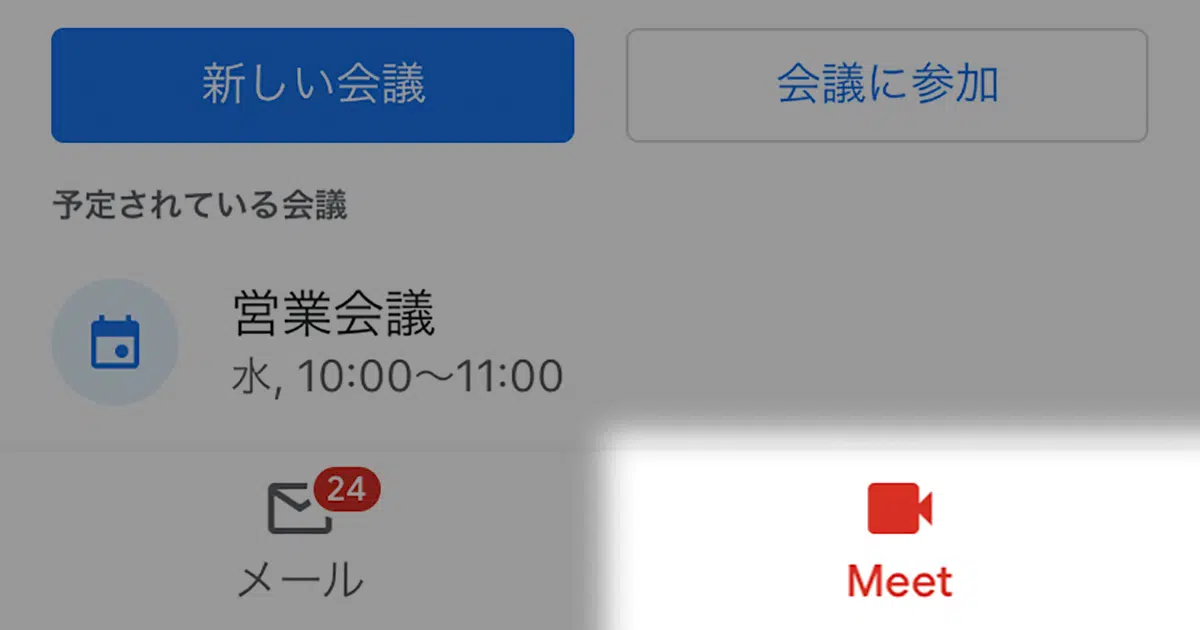 新しい会議
会議に参加
予定されている会議
営業会議
水, 10:00～11:00
24
メール
Meet